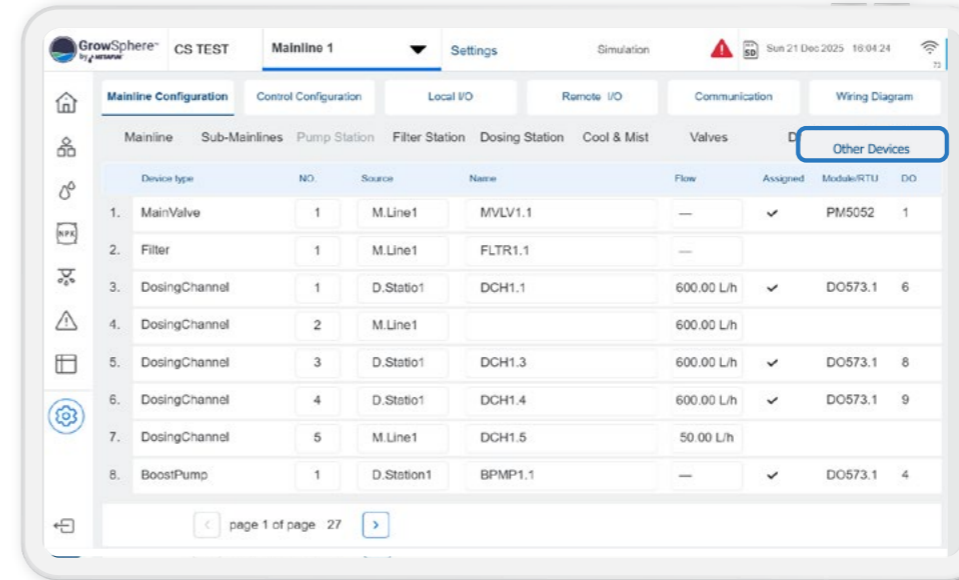 GrowSphere™ CS TEST Mainline 1 Settings Simulation SD Sun 21 Dec 2025 16:04:24
by NETAFIM 73
Mainline Configuration Control Configuration Local I/O Remote I/O Communication Wiring Diagram
Mainline Sub-Mainlines Pump Station Filter Station Dosing Station Cool & Mist Valves D Other Devices
Device type NO. Source Name Flow Assigned Module/RTU DO
1. MainValve 1 M.Line1 MVLV1.1 — ✓ PM5052 1
2. Filter 1 M.Line1 FLTR1.1 —
3. DosingChannel 1 D.Statio1 DCH1.1 600.00 L/h ✓ DO573.1 6
4. DosingChannel 2 M.Line1 600.00 L/h
5. DosingChannel 3 D.Statio1 DCH1.3 600.00 L/h ✓ DO573.1 8
6. DosingChannel 4 D.Statio1 DCH1.4 600.00 L/h ✓ DO573.1 9
7. DosingChannel 5 M.Line1 DCH1.5 50.00 L/h
8. BoostPump 1 D.Station1 BPMP1.1 — ✓ DO573.1 4
NPK
page 1 of page 27